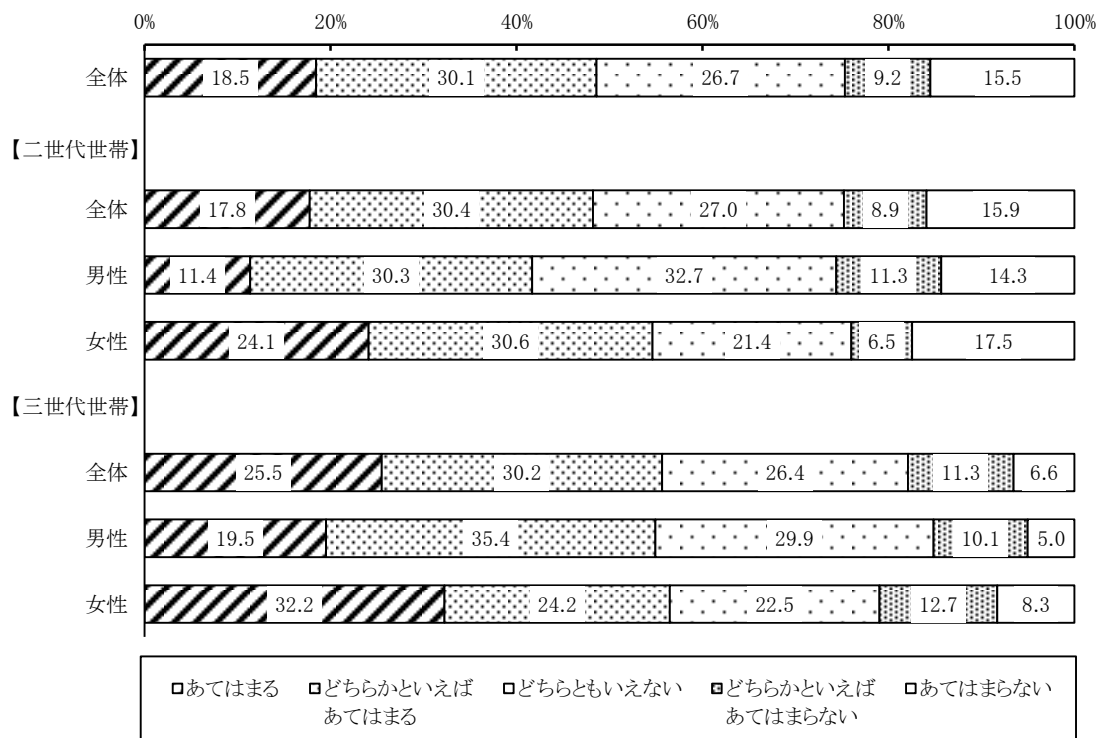 0% 20% 40% 60% 80% 100%
全体 18.5 30.1 26.7 9.2 15.5
【二世代世帯】
全体 17.8 30.4 27.0 8.9 15.9
男性 11.4 30.3 32.7 11.3 14.3
女性 24.1 30.6 21.4 6.5 17.5
【三世代世帯】
全体 25.5 30.2 26.4 11.3 6.6
男性 19.5 35.4 29.9 10.1 5.0
女性 32.2 24.2 22.5 12.7 8.3
あてはまる どちらかといえば どちらともいえない どちらかといえば あてはまらない
あてはまる あてはまらない